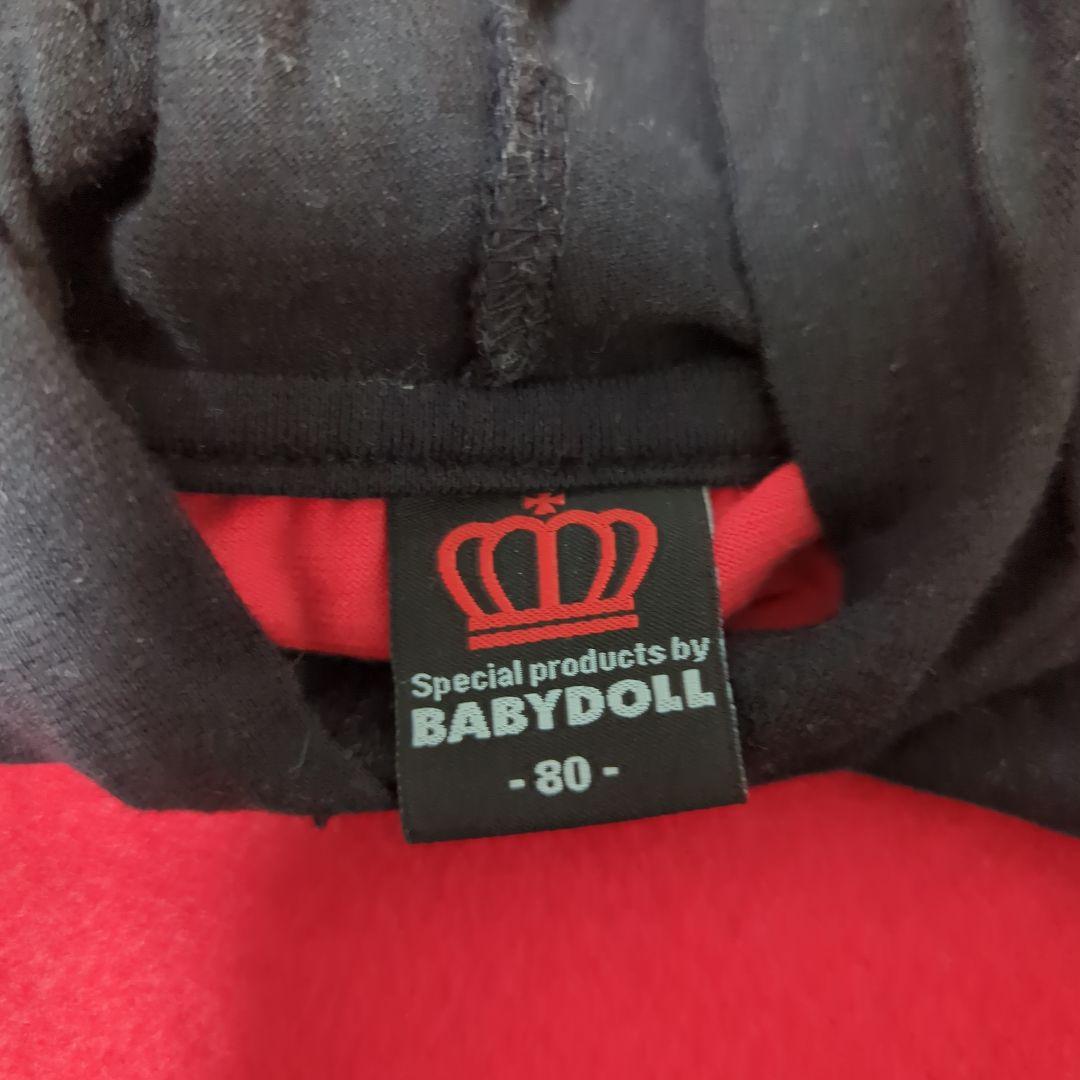 Special products by
BABYDOLL
- 80 -